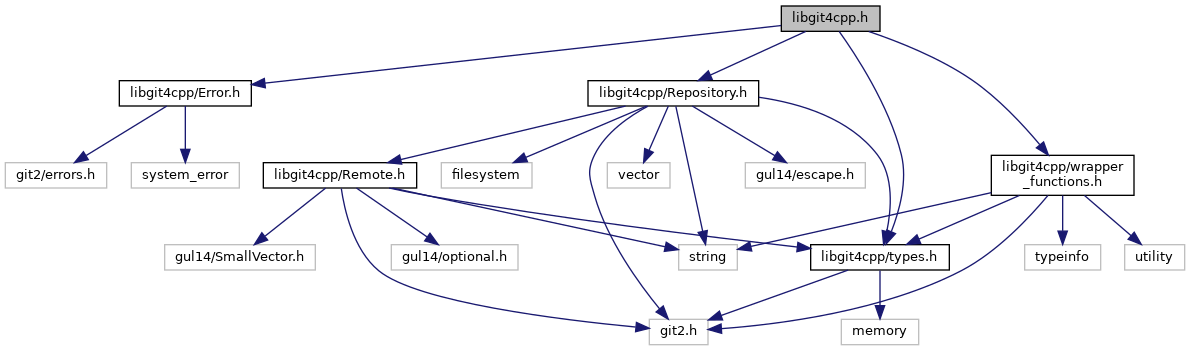 libgit4cpp.h
libgit4cpp/Error.h
libgit4cpp/Repository.h
git2/errors.h
system_error
libgit4cpp/Remote.h
filesystem
vector
gul14/escape.h
libgit4cpp/wrapper
_functions.h
gul14/SmallVector.h
gul14/optional.h
string
libgit4cpp/types.h
typeinfo
utility
git2.h
memory